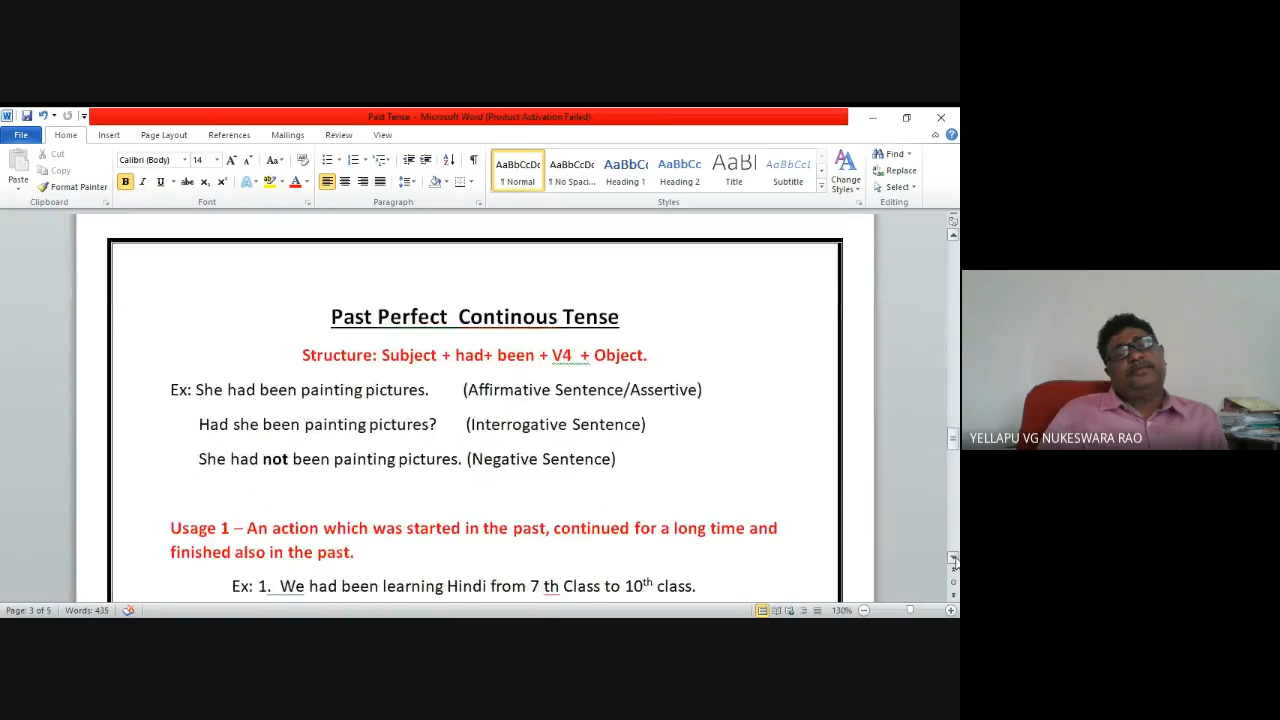 Past Tense - Microsoft Word (Product Activation Failed)
File Home Insert Page Layout References Mailings Review View
Paste Cut Copy Format Painter
Calibri (Body) 14
AaBbCcDc AaBbCcDc AaBbCc AaBbCc AaBl AaBbCcl
¶ Normal ¶ No Spaci... Heading 1 Heading 2 Title Subtitle
Change Styles
Find Replace Select
Clipboard Font Paragraph Styles Editing
Past Perfect Continous Tense
Structure: Subject + had+ been + V4 + Object.
Ex: She had been painting pictures. (Affirmative Sentence/Assertive)
Had she been painting pictures? (Interrogative Sentence)
She had not been painting pictures. (Negative Sentence)
Usage 1 – An action which was started in the past, continued for a long time and
finished also in the past.
Ex: 1. We had been learning Hindi from 7 th Class to 10th class.
Page: 3 of 5 Words: 435 130%
YELLAPU VG NUKESWARA RAO